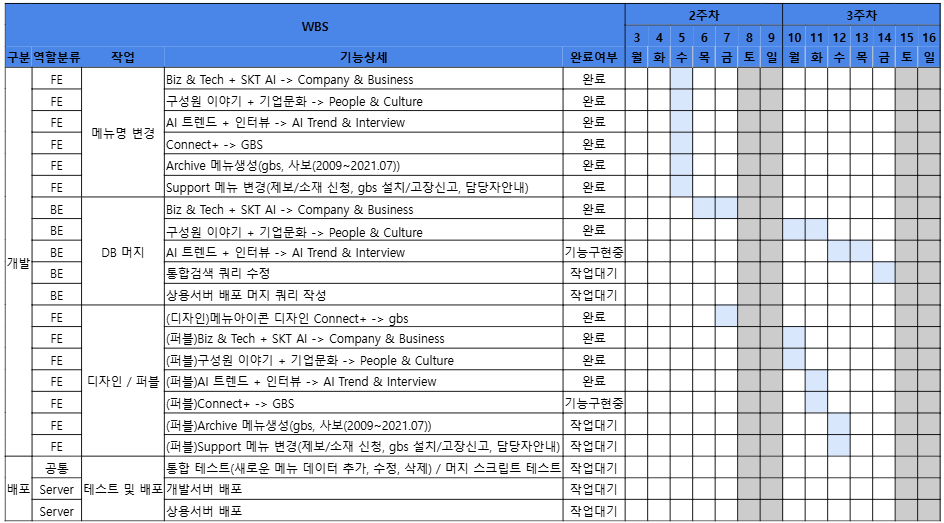 WBS 2주차 3주차
3 4 5 6 7 8 9 10 11 12 13 14 15 16
구분 역할분류 작업 기능상세 완료여부 월 화 수 목 금 토 일 월 화 수 목 금 토 일
FE Biz & Tech + SKT AI -> Company & Business 완료
FE 구성원 이야기 + 기업문화 -> People & Culture 완료
FE AI 트렌드 + 인터뷰 -> AI Trend & Interview 완료
메뉴명 변경
FE Connect+ -> GBS 완료
FE Archive 메뉴생성(gbs, 사보(2009~2021.07)) 완료
FE Support 메뉴 변경(제보/소재 신청, gbs 설치/고장신고, 담당자안내) 완료
BE Biz & Tech + SKT AI -> Company & Business 완료
BE 구성원 이야기 + 기업문화 -> People & Culture 완료
개발 BE DB 머지 AI 트렌드 + 인터뷰 -> AI Trend & Interview 기능구현중
BE 통합검색 쿼리 수정 작업대기
BE 상용서버 배포 머지 쿼리 작성 작업대기
FE (디자인)메뉴아이콘 디자인 Connect+ -> gbs 완료
FE (퍼블)Biz & Tech + SKT AI -> Company & Business 완료
FE (퍼블)구성원 이야기 + 기업문화 -> People & Culture 완료
FE 디자인 / 퍼블 (퍼블)AI 트렌드 + 인터뷰 -> AI Trend & Interview 완료
FE (퍼블)Connect+ -> GBS 기능구현중
FE (퍼블)Archive 메뉴생성(gbs, 사보(2009~2021.07)) 작업대기
FE (퍼블)Support 메뉴 변경(제보/소재 신청, gbs 설치/고장신고, 담당자안내) 작업대기
공통 통합 테스트(새로운 메뉴 데이터 추가, 수정, 삭제) / 머지 스크립트 테스트 작업대기
배포 Server 테스트 및 배포 개발서버 배포 작업대기
Server 상용서버 배포 작업대기